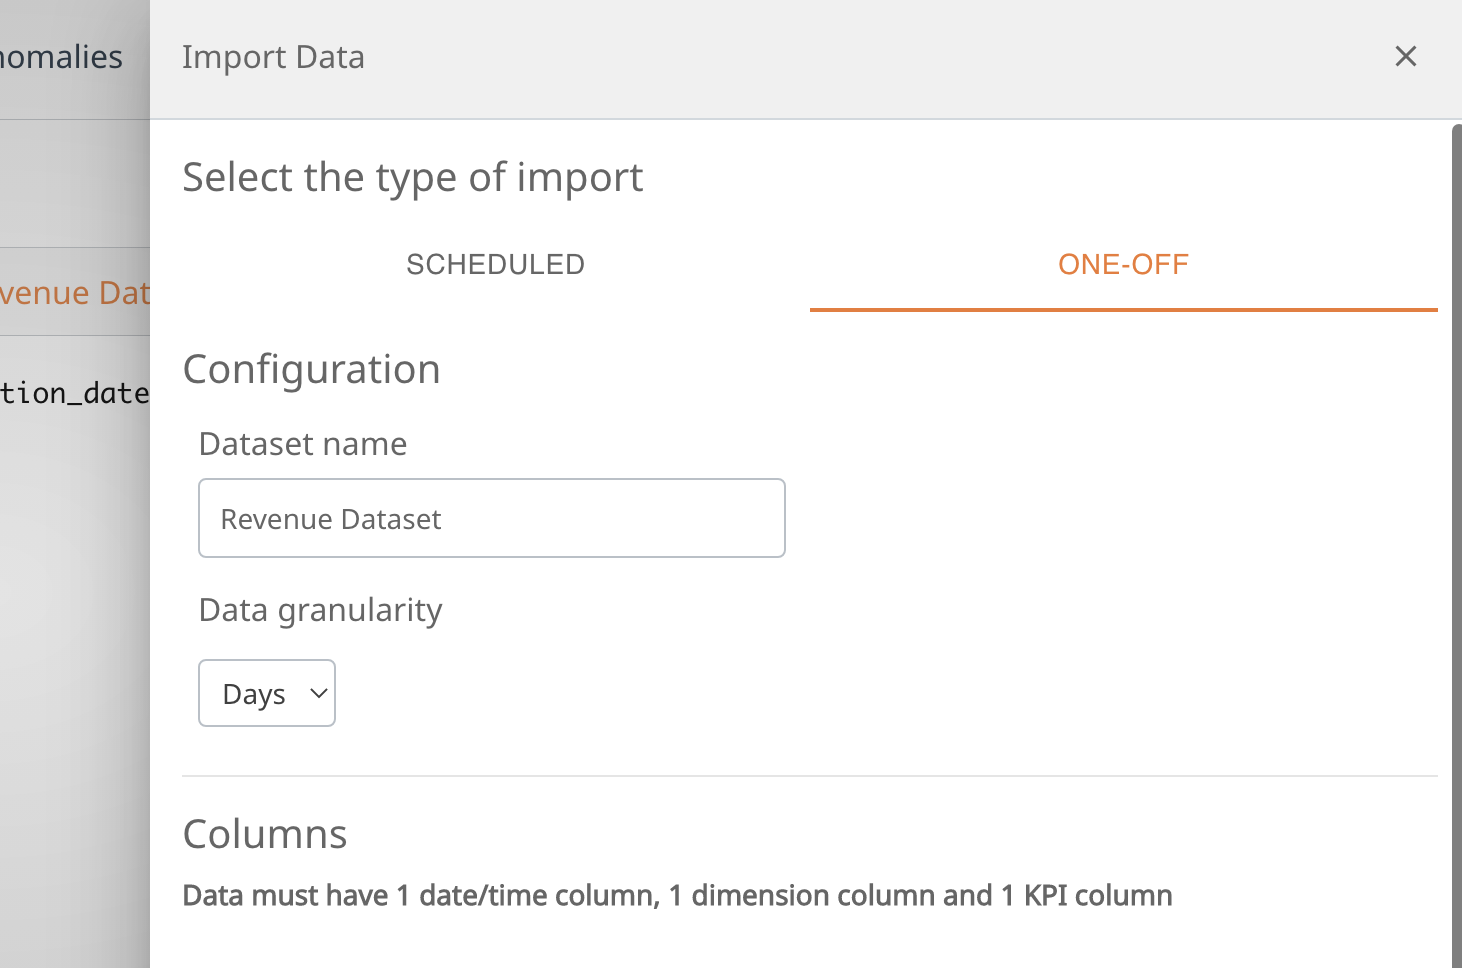 nomalies
Import Data
Select the type of import
SCHEDULED
ONE-OFF
venue Dat
Configuration
tion_date
Dataset name
Revenue Dataset
Data granularity
Days
Columns
Data must have 1 date/time column, 1 dimension column and 1 KPI column